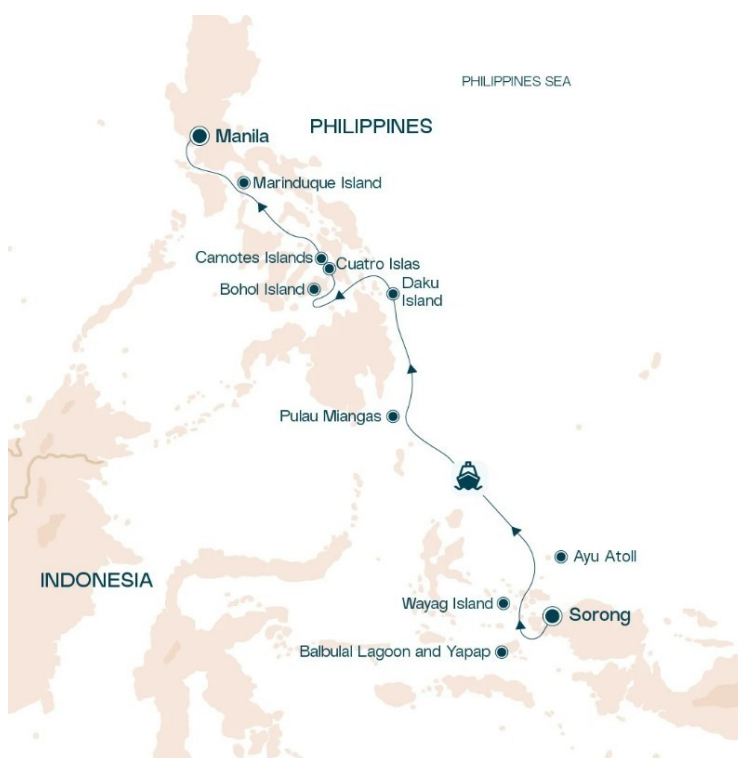 PHILIPPINES SEA
PHILIPPINES
Manila
Marinduque Island
Camotes Islands
Cuatro Islas
Bohol Island
Daku
Island
Pulau Miangas
Ayu Atoll
INDONESIA
Wayag Island
Sorong
Balbulal Lagoon and Yapap